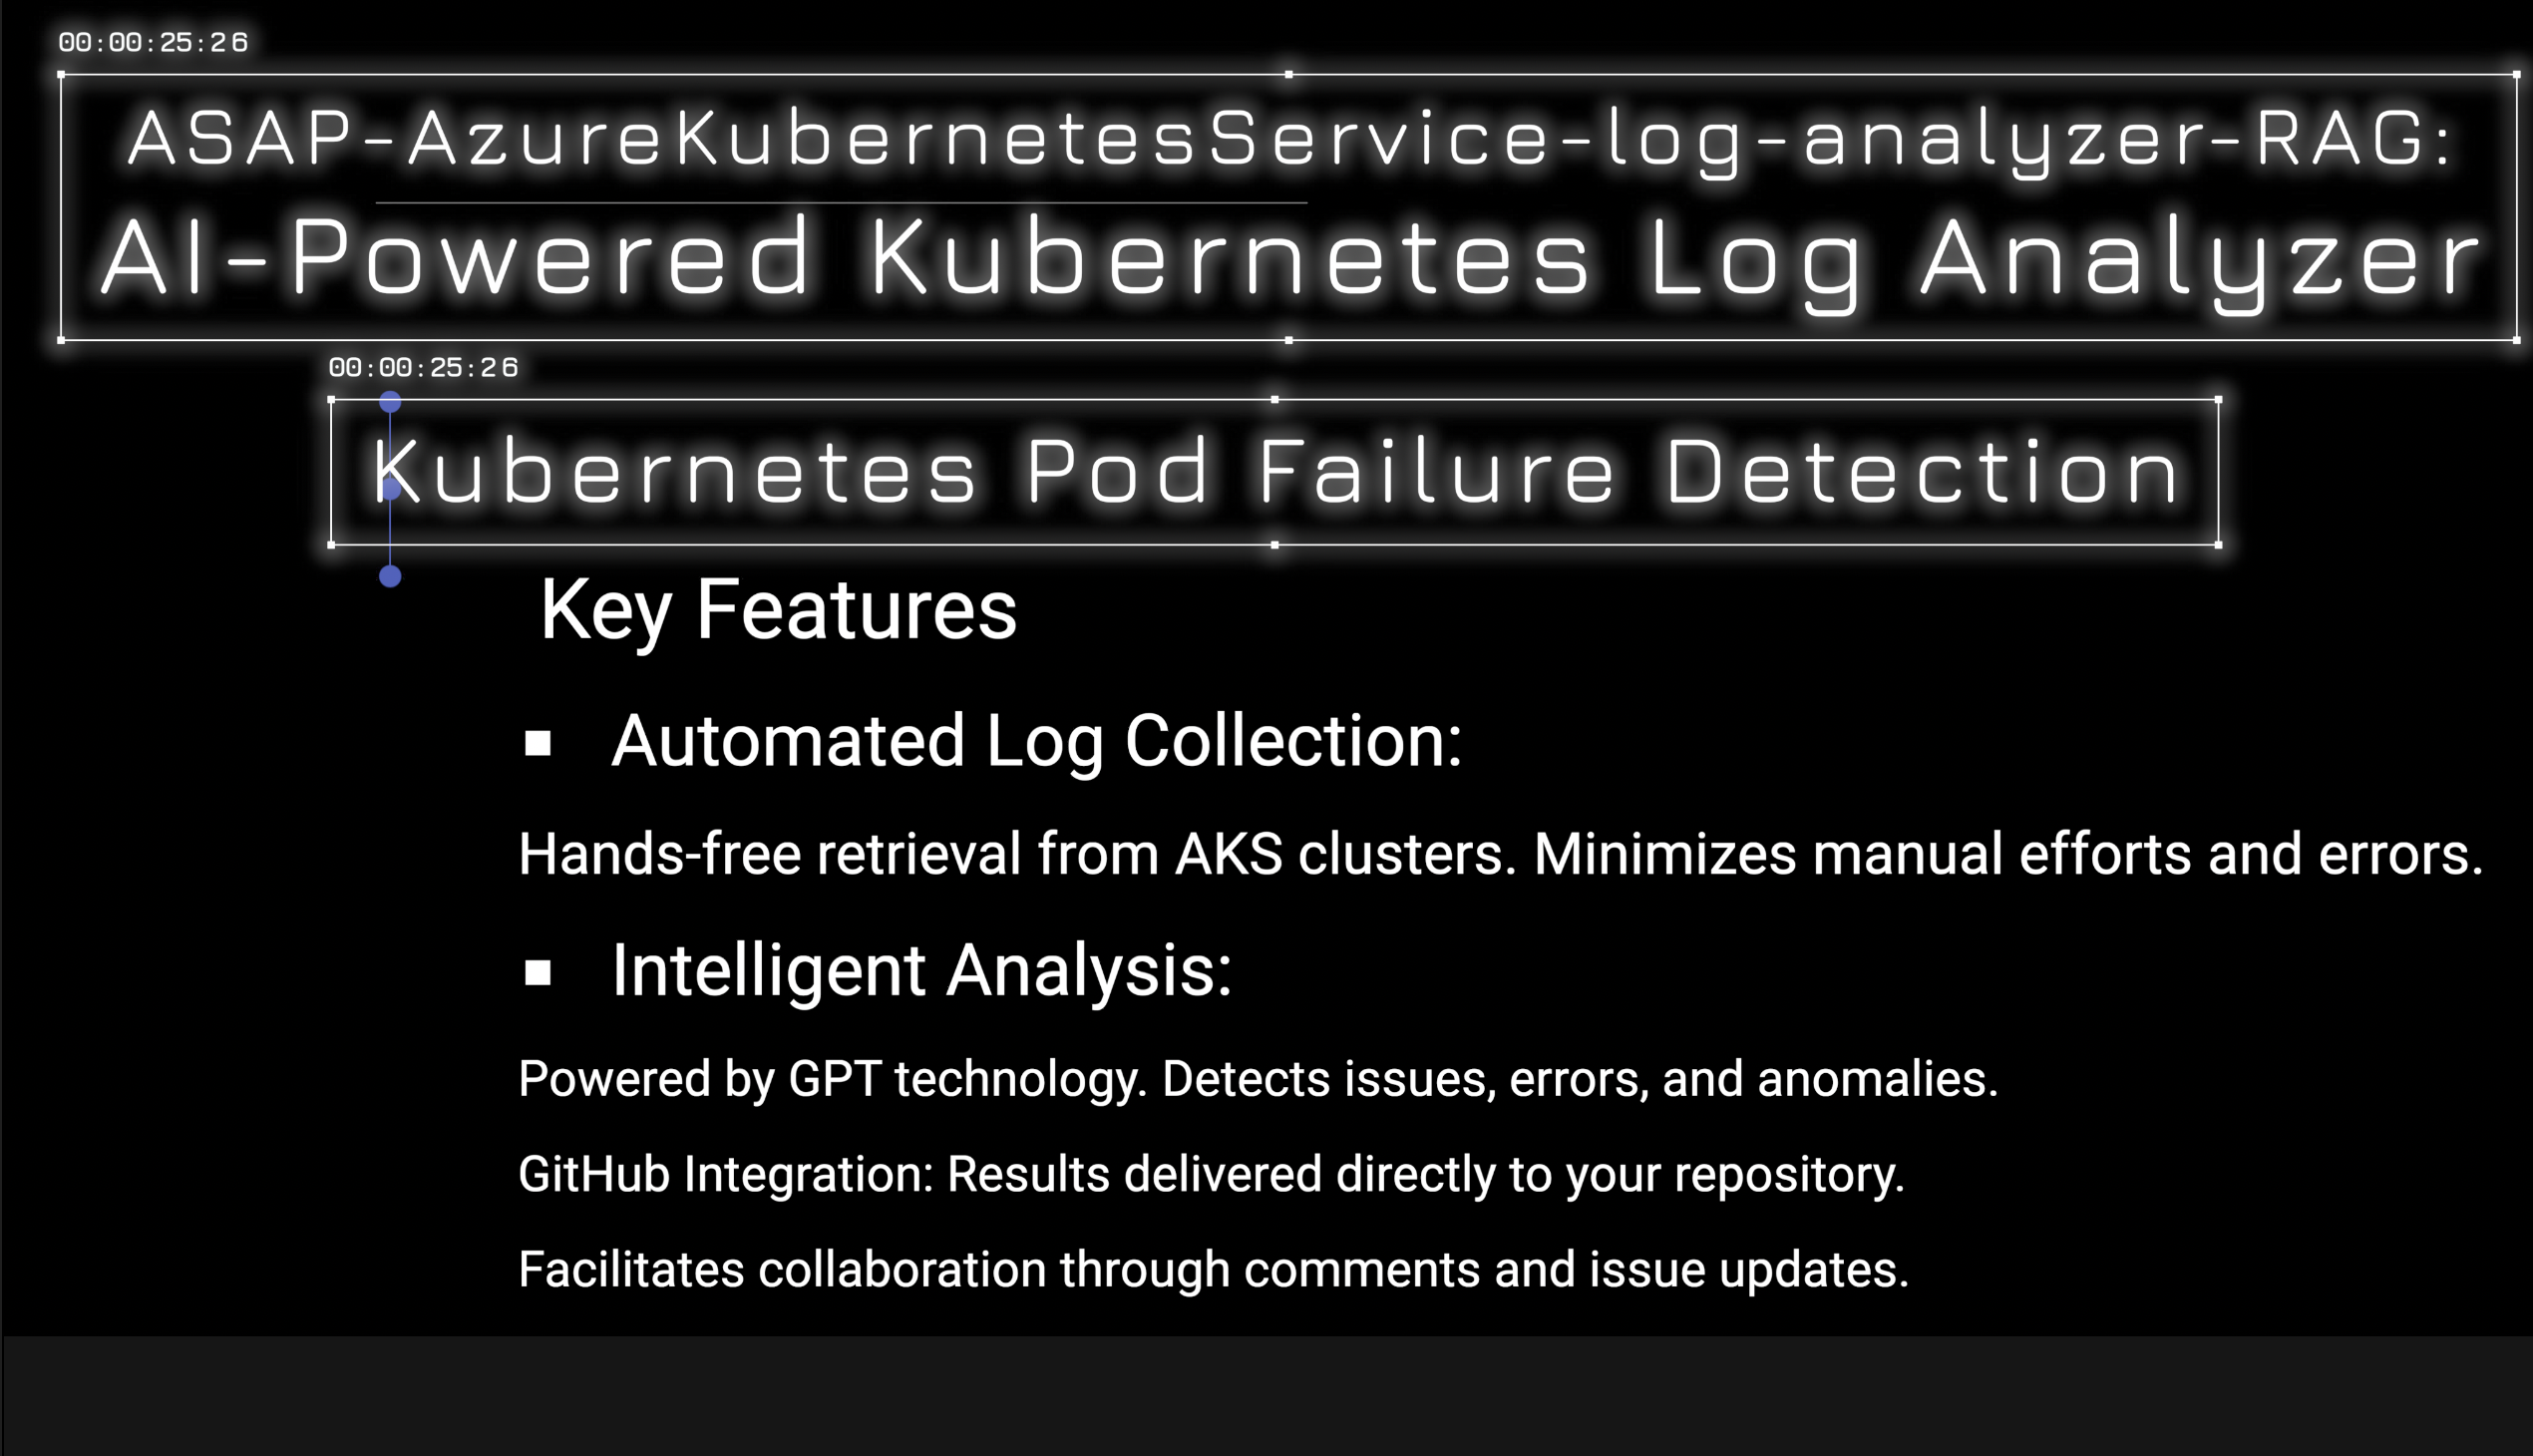 00:00:25:26
ASAP-AzureKubernetesService-log-analyzer-RAG:
AI-Powered Kubernetes Log Analyzer
00:00:25:26
Kubernetes Pod Failure Detection
Key Features
▪ Automated Log Collection:
Hands-free retrieval from AKS clusters. Minimizes manual efforts and errors.
▪ Intelligent Analysis:
Powered by GPT technology. Detects issues, errors, and anomalies.
GitHub Integration: Results delivered directly to your repository.
Facilitates collaboration through comments and issue updates.